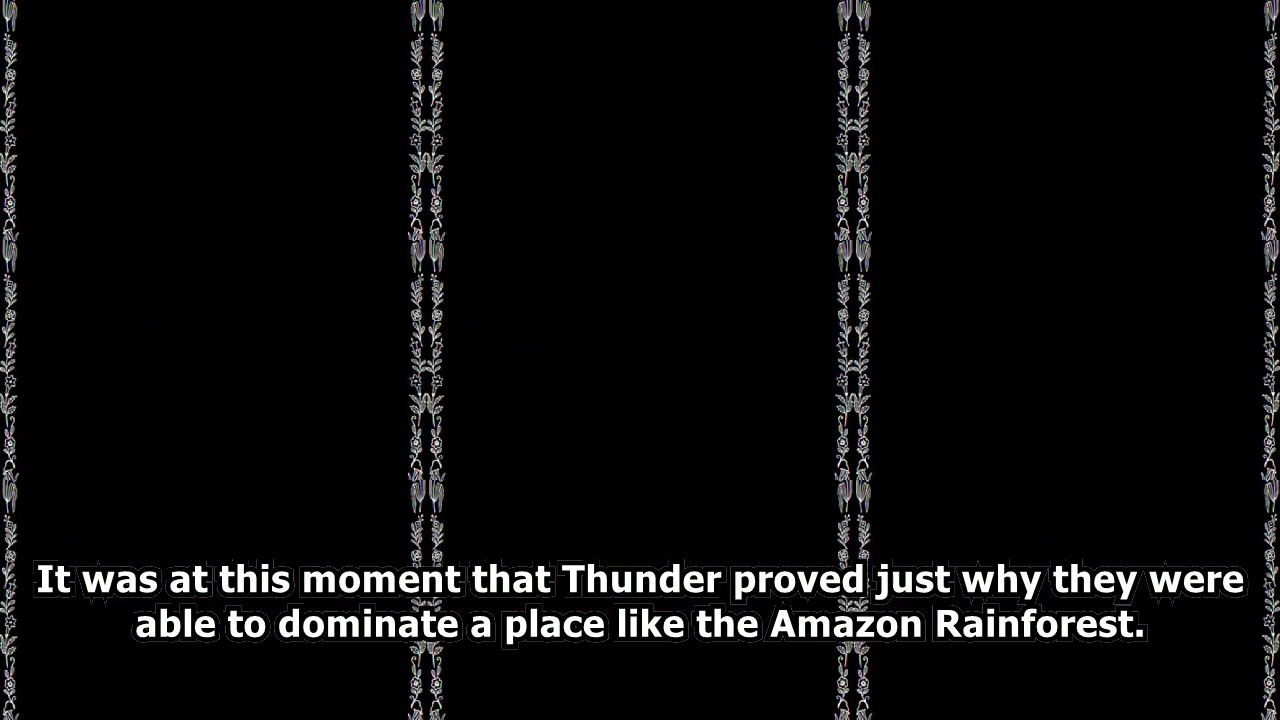 It was at this moment that Thunder proved just why they were
able to dominate a place like the Amazon Rainforest.